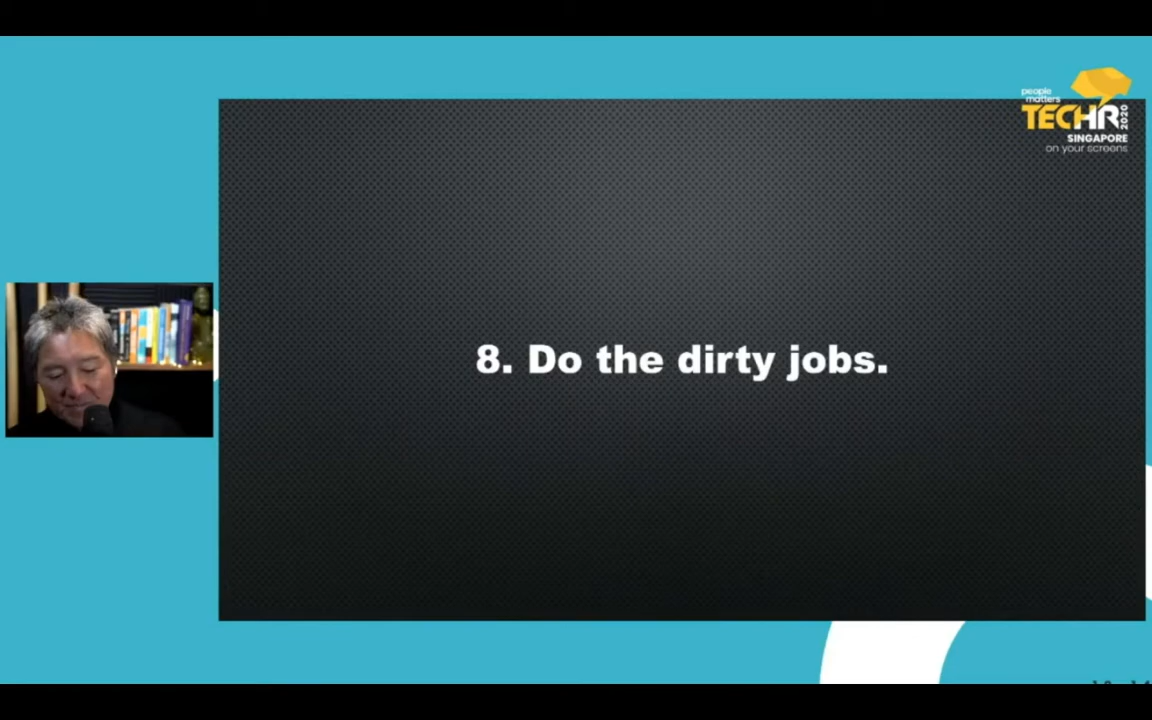 people
matters
TECHR 2020
SINGAPORE
on your screens
8. Do the dirty jobs.